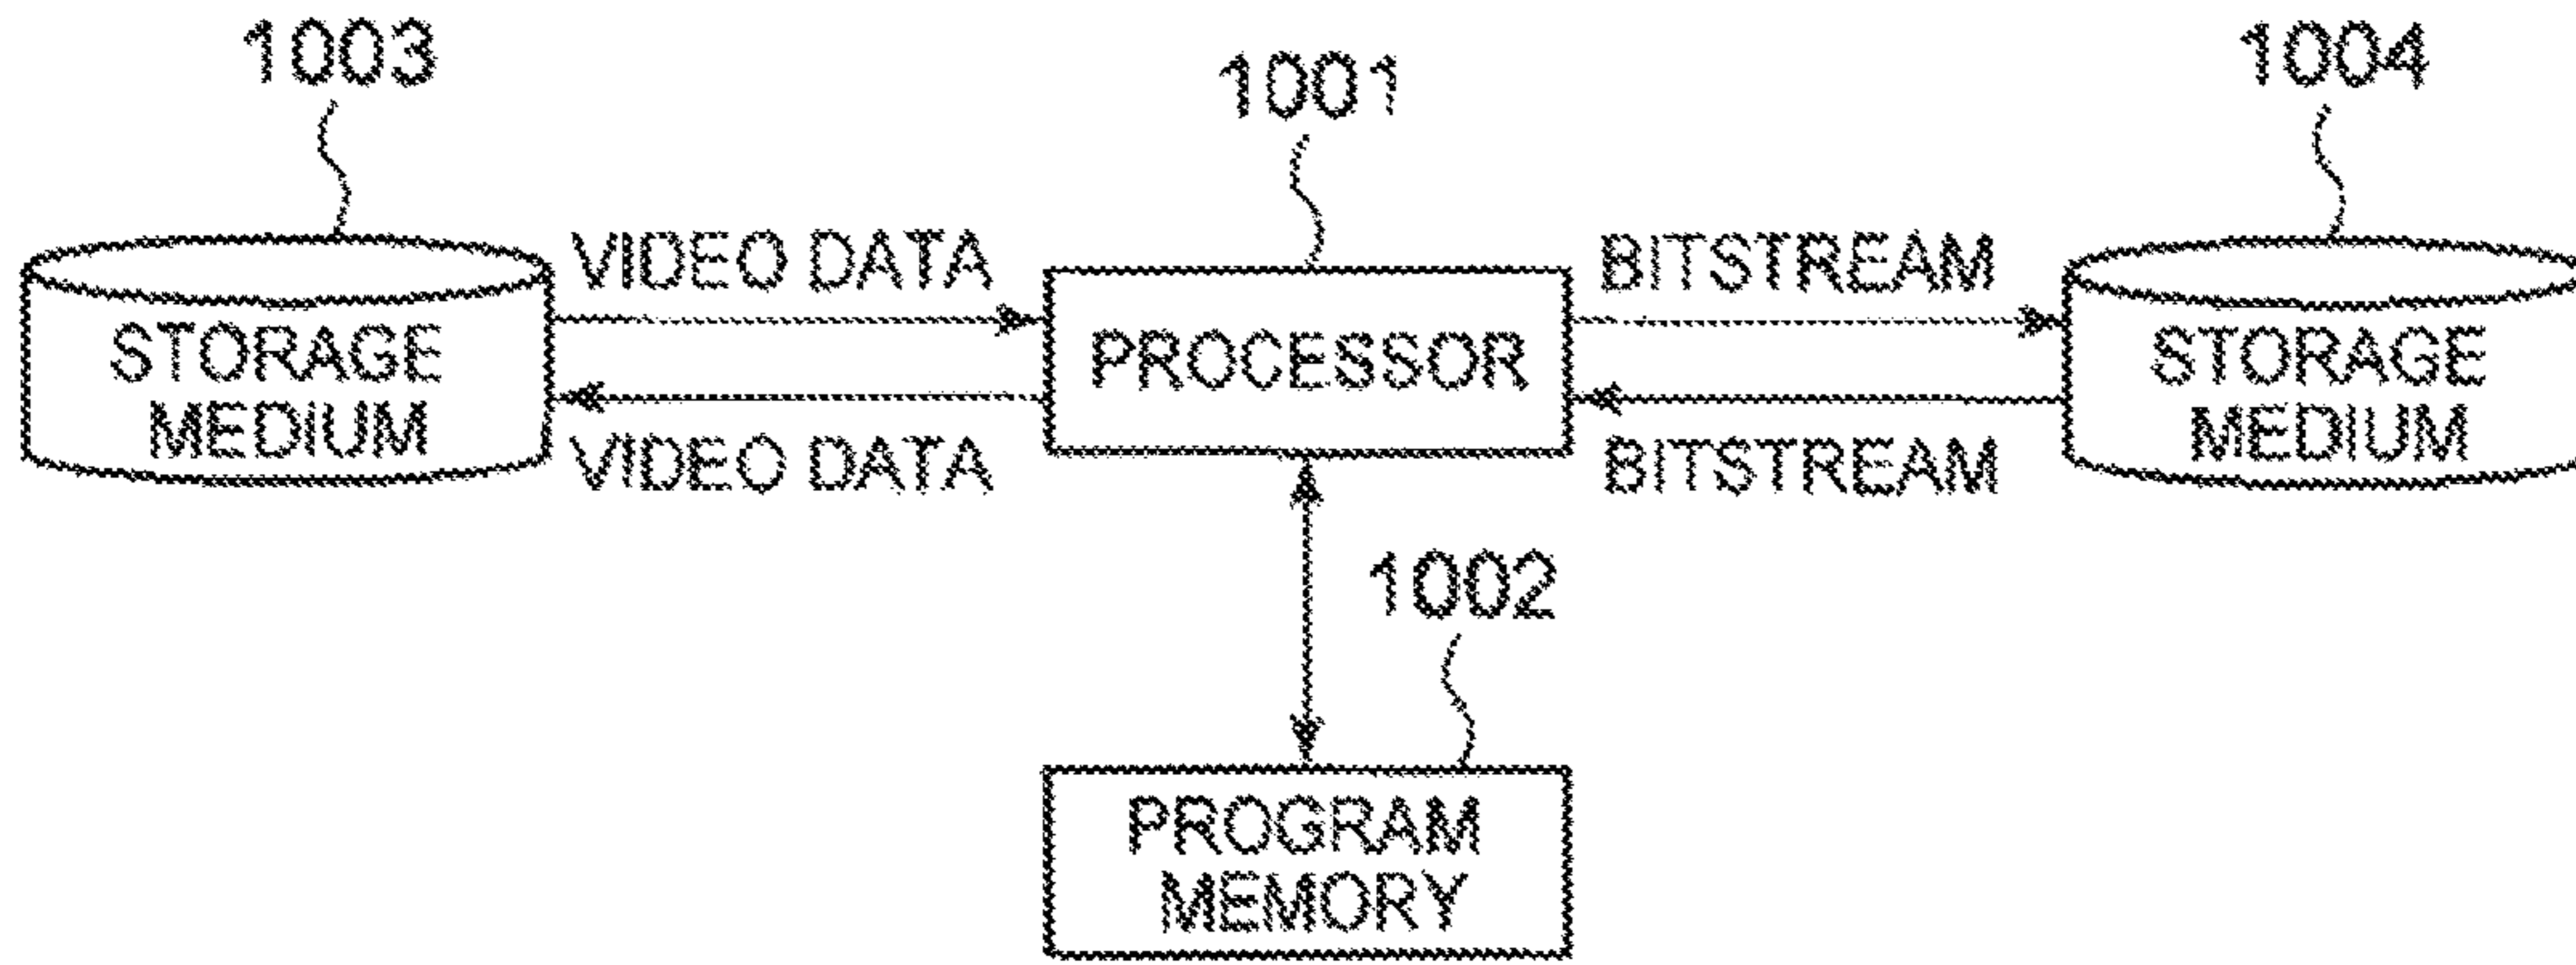 1003
1001
1004
VIDEO DATA
BITSTREAM
STORAGE
MEDIUM
PROCESSOR
STORAGE
MEDIUM
VIDEO DATA
BITSTREAM
1002
PROGRAM
MEMORY